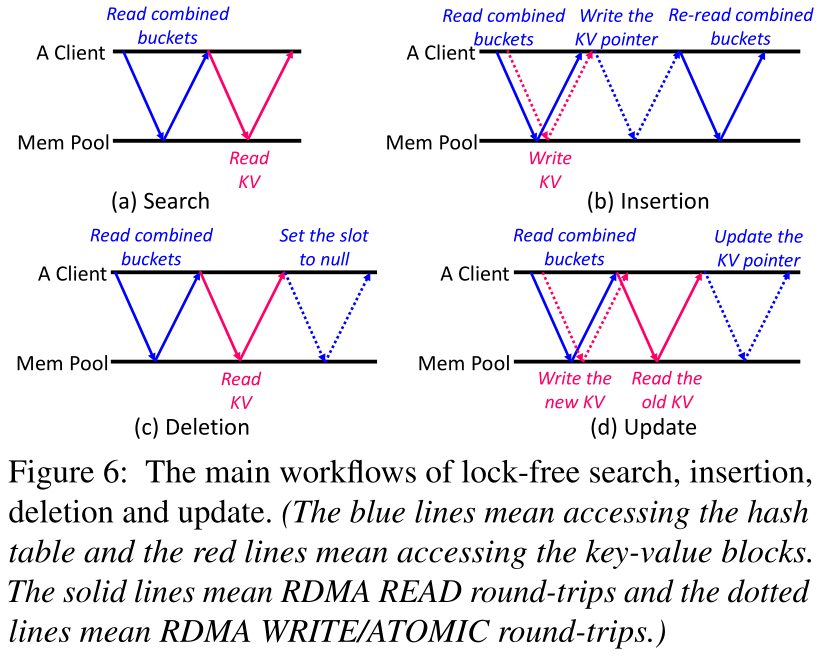 Read combined
buckets
A Client
Mem Pool
Read
KV
(a) Search
Read combined
buckets
Write the
KV pointer
Re-read combined
buckets
A Client
Mem Pool
Write
KV
(b) Insertion
Read combined
buckets
Set the slot
to null
A Client
Mem Pool
Read
KV
(c) Deletion
Read combined
buckets
Update the
KV pointer
A Client
Mem Pool
Write the
new KV
Read the
old KV
(d) Update
Figure 6: The main workflows of lock-free search, insertion,
deletion and update. (The blue lines mean accessing the hash
table and the red lines mean accessing the key-value blocks.
The solid lines mean RDMA READ round-trips and the dotted
lines mean RDMA WRITE/ATOMIC round-trips.)